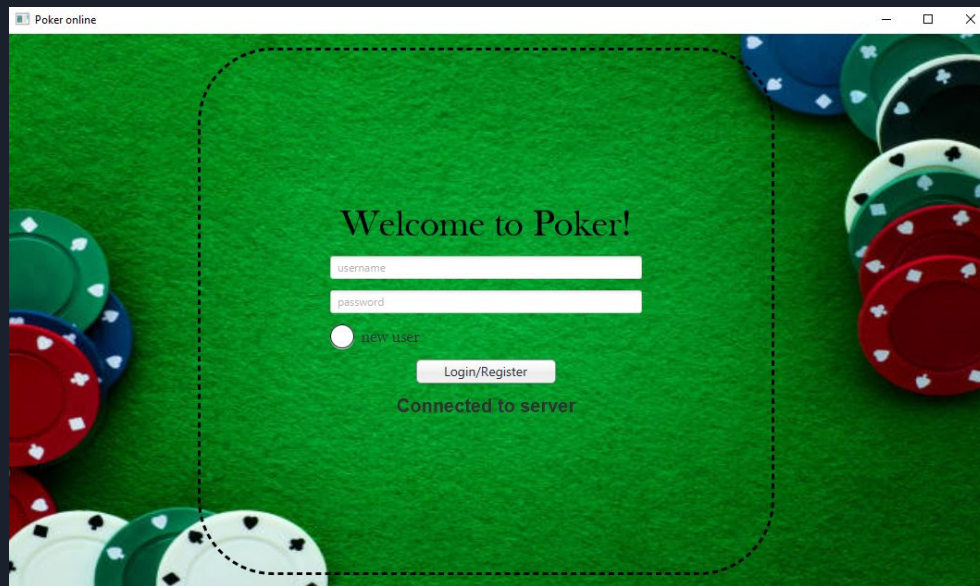 Poker online
Welcome to Poker!
username
password
new user
Login/Register
Connected to server